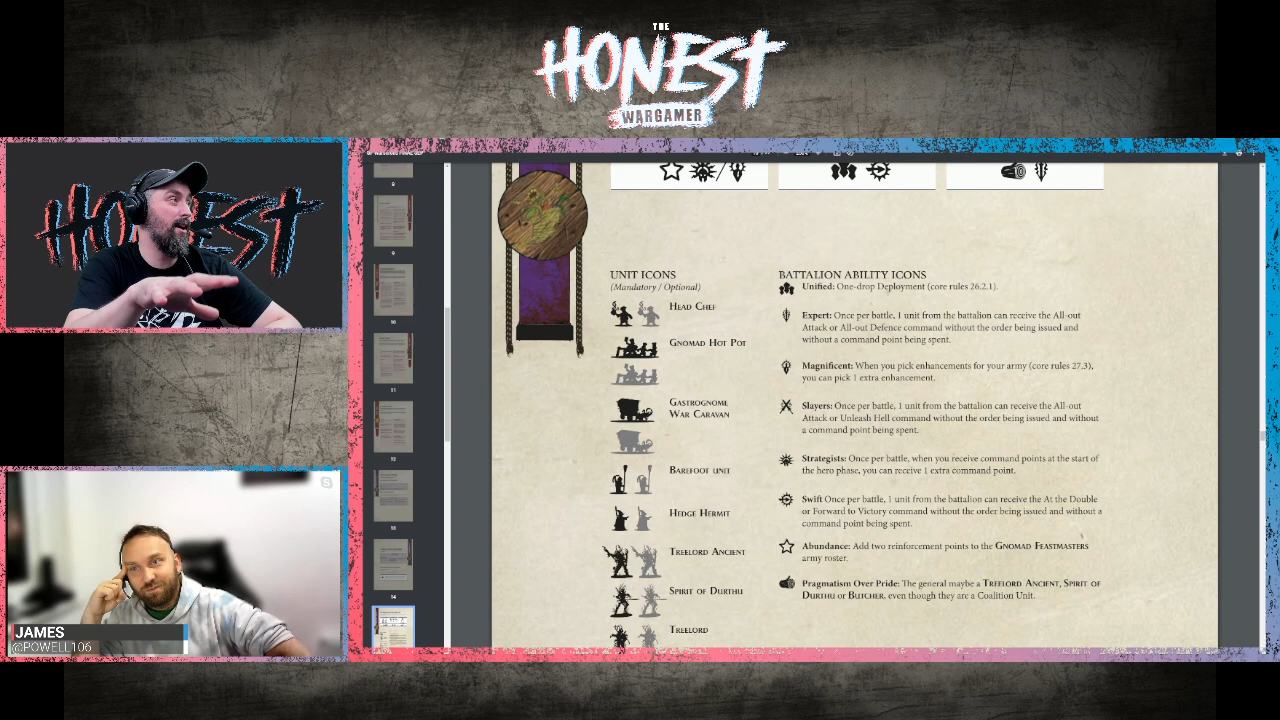 THE
HONEST
WARGAMER
HONEST
JAMES
@POWELL106
8
9
10
11
12
13
14
UNIT ICONS
(Mandatory / Optional)
HEAD CHEF
GNOMAD HOT POT
GASTROGNOME
WAR CARAVAN
BAREFOOT UNIT
HEDGE HERMIT
TREELORD ANCIENT
SPIRIT OF DURTHU
TREELORD
BATTALION ABILITY ICONS
Unified: One-drop Deployment (core rules 26.2.1).
Expert: Once per battle, 1 unit from the battalion can receive the All-out
Attack or All-out Defence command without the order being issued and
without a command point being spent.
Magnificent: When you pick enhancements for your army (core rules 27.3),
you can pick 1 extra enhancement.
Slayers: Once per battle, 1 unit from the battalion can receive the All-out
Attack or Unleash Hell command without the order being issued and without
a command point being spent.
Strategists: Once per battle, when you receive command points at the start of
the hero phase, you can receive 1 extra command point.
Swift Once per battle, 1 unit from the battalion can receive the At the Double
or Forward to Victory command without the order being issued and without a
command point being spent.
Abundance: Add two reinforcement points to the GNOMAD FEASTMASTERS
army roster.
Pragmatism Over Pride: The general maybe a TREELORD ANCIENT, SPIRIT OF
DURTHU or BUTCHER, even though they are a Coalition Unit.